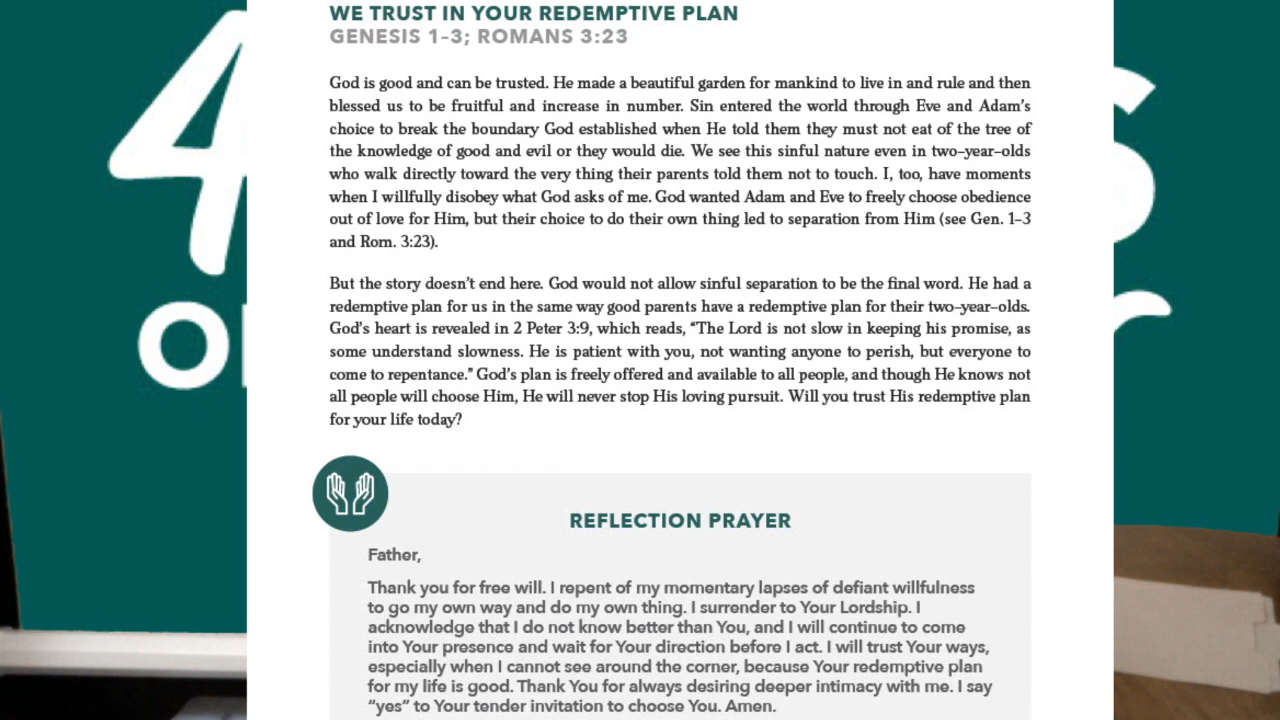 WE TRUST IN YOUR REDEMPTIVE PLAN
GENESIS 1–3; ROMANS 3:23
God is good and can be trusted. He made a beautiful garden for mankind to live in and rule and then
blessed us to be fruitful and increase in number. Sin entered the world through Eve and Adam’s
choice to break the boundary God established when He told them they must not eat of the tree of
the knowledge of good and evil or they would die. We see this sinful nature even in two–year–olds
who walk directly toward the very thing their parents told them not to touch. I, too, have moments
when I willfully disobey what God asks of me. God wanted Adam and Eve to freely choose obedience
out of love for Him, but their choice to do their own thing led to separation from Him (see Gen. 1–3
and Rom. 3:23).
But the story doesn’t end here. God would not allow sinful separation to be the final word. He had a
redemptive plan for us in the same way good parents have a redemptive plan for their two–year–olds.
God’s heart is revealed in 2 Peter 3:9, which reads, “The Lord is not slow in keeping his promise, as
some understand slowness. He is patient with you, not wanting anyone to perish, but everyone to
come to repentance.” God’s plan is freely offered and available to all people, and though He knows not
all people will choose Him, He will never stop His loving pursuit. Will you trust His redemptive plan
for your life today?
REFLECTION PRAYER
Father,
Thank you for free will. I repent of my momentary lapses of defiant willfulness
to go my own way and do my own thing. I surrender to Your Lordship. I
acknowledge that I do not know better than You, and I will continue to come
into Your presence and wait for Your direction before I act. I will trust Your ways,
especially when I cannot see around the corner, because Your redemptive plan
for my life is good. Thank You for always desiring deeper intimacy with me. I say
“yes” to Your tender invitation to choose You. Amen.
4